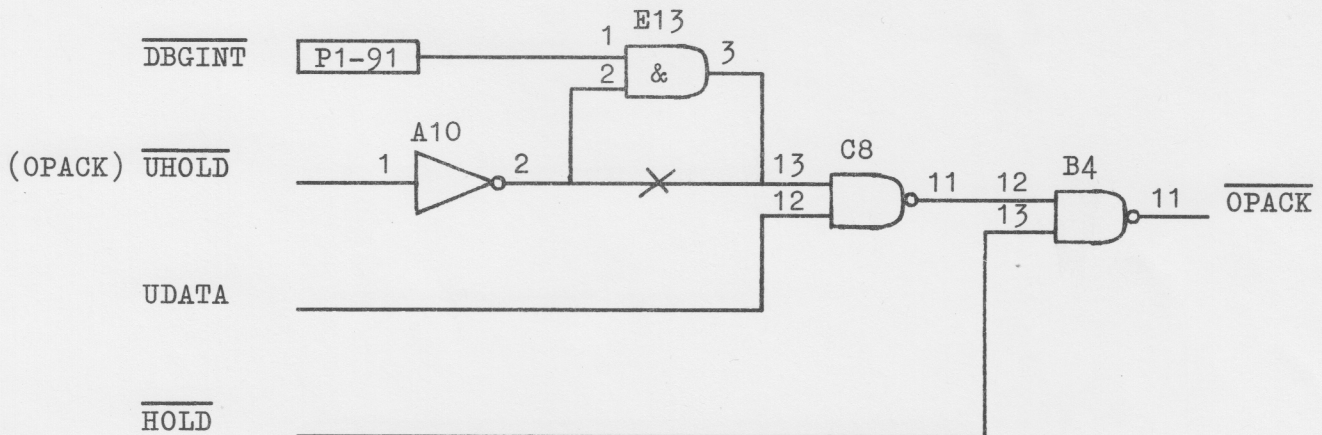 E13
DBGINT P1-91 1 3
2 &
A10
C8
(OPACK) UHOLD 1 2 13 11 12 B4 11 OPACK
12 13
UDATA
HOLD